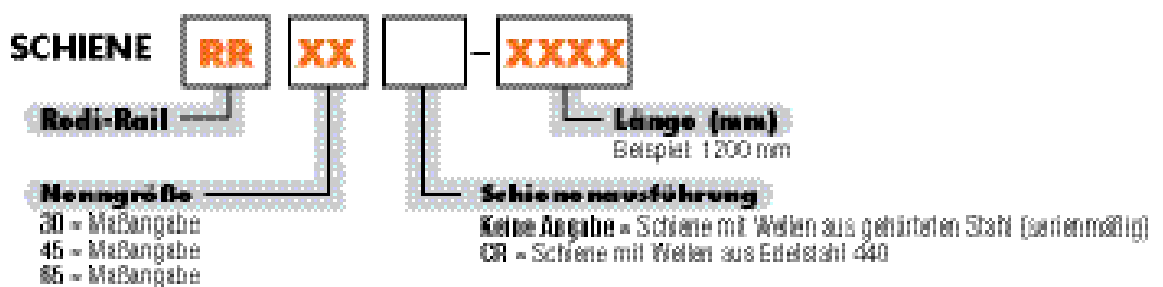 SCHIENE RR XX - XXXX
Redi-Rail
Länge (mm)
Beispiel: 1200 mm
Nenngröße
30 = Maßangabe
45 = Maßangabe
65 = Maßangabe
Schienenausführung
Keine Angabe = Schiene mit Wellen aus gehärteten Stahl (serienmäßig)
CR = Schiene mit Wellen aus Edelstahl 440